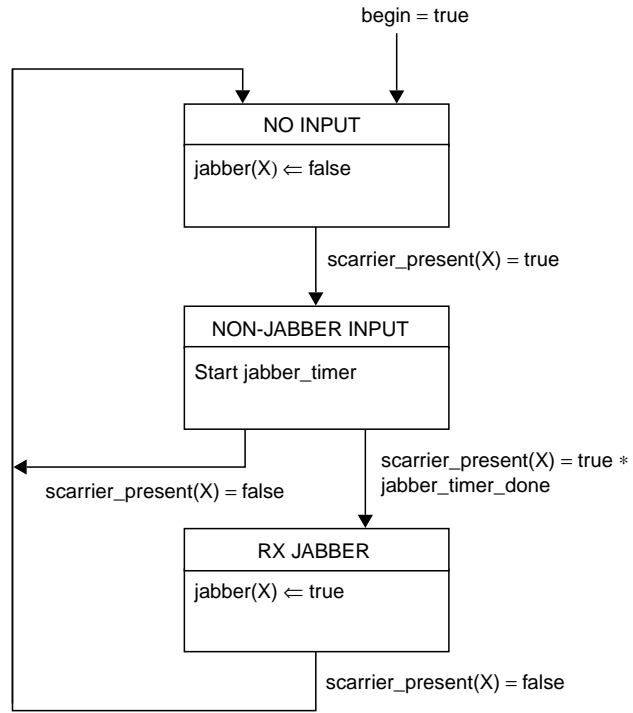 begin = true
NO INPUT
jabber(X) ⇐ false
scarrier_present(X) = true
NON-JABBER INPUT
Start jabber_timer
scarrier_present(X) = true *
jabber_timer_done
scarrier_present(X) = false
RX JABBER
jabber(X) ⇐ true
scarrier_present(X) = false